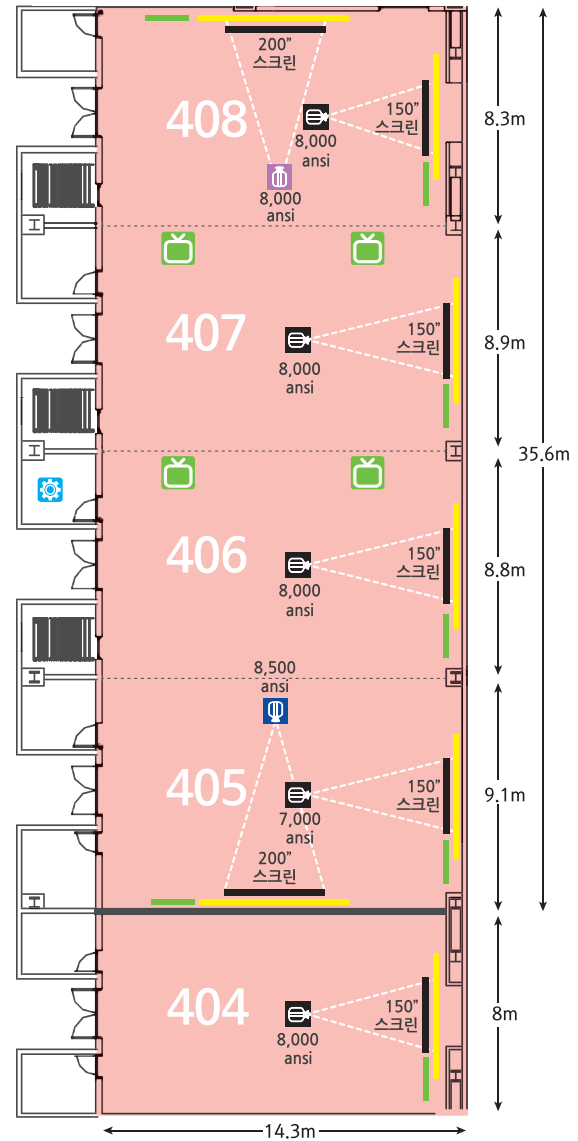 200”
스크린
408
150”
스크린
8,000
ansi
8,000
ansi
8.3m
407
150”
스크린
8,000
ansi
8.9m
35.6m
406
150”
스크린
8,000
ansi
8.8m
8,500
ansi
405
150”
스크린
7,000
ansi
9.1m
200”
스크린
404
150”
스크린
8,000
ansi
8m
14.3m